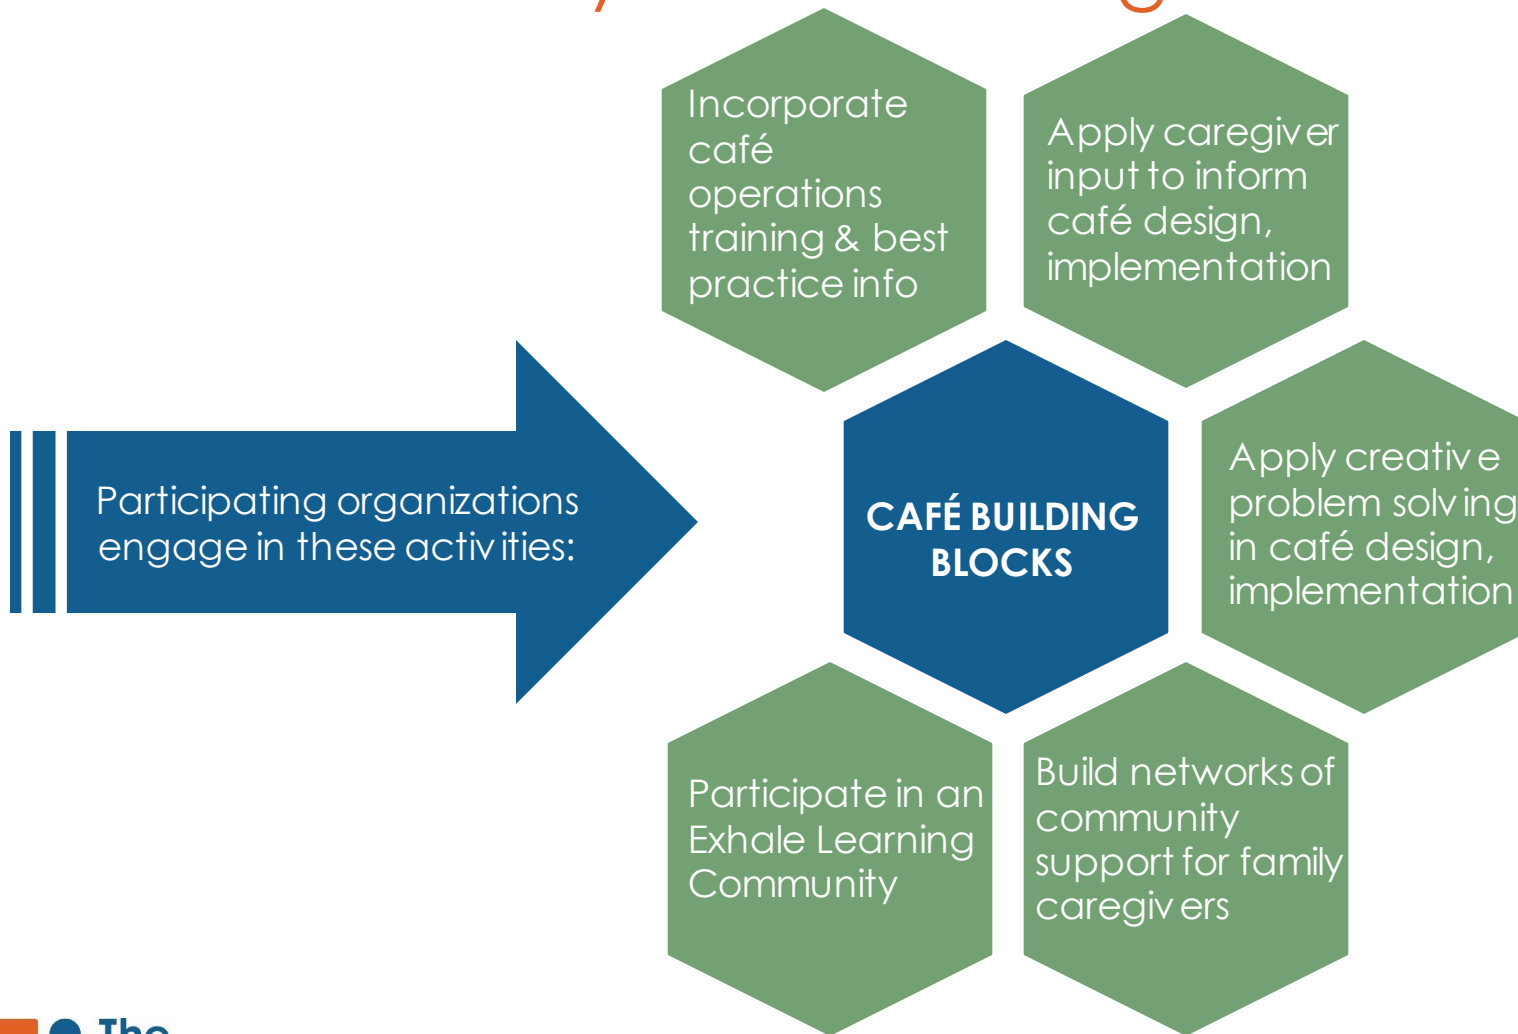 Incorporate
café
operations
training & best
practice info
Apply caregiver
input to inform
café design,
implementation
Participating organizations
engage in these activities:
CAFÉ BUILDING
BLOCKS
Apply creative
problem solving
in café design,
implementation
Participate in an
Exhale Learning
Community
Build networks of
community
support for family
caregivers
The